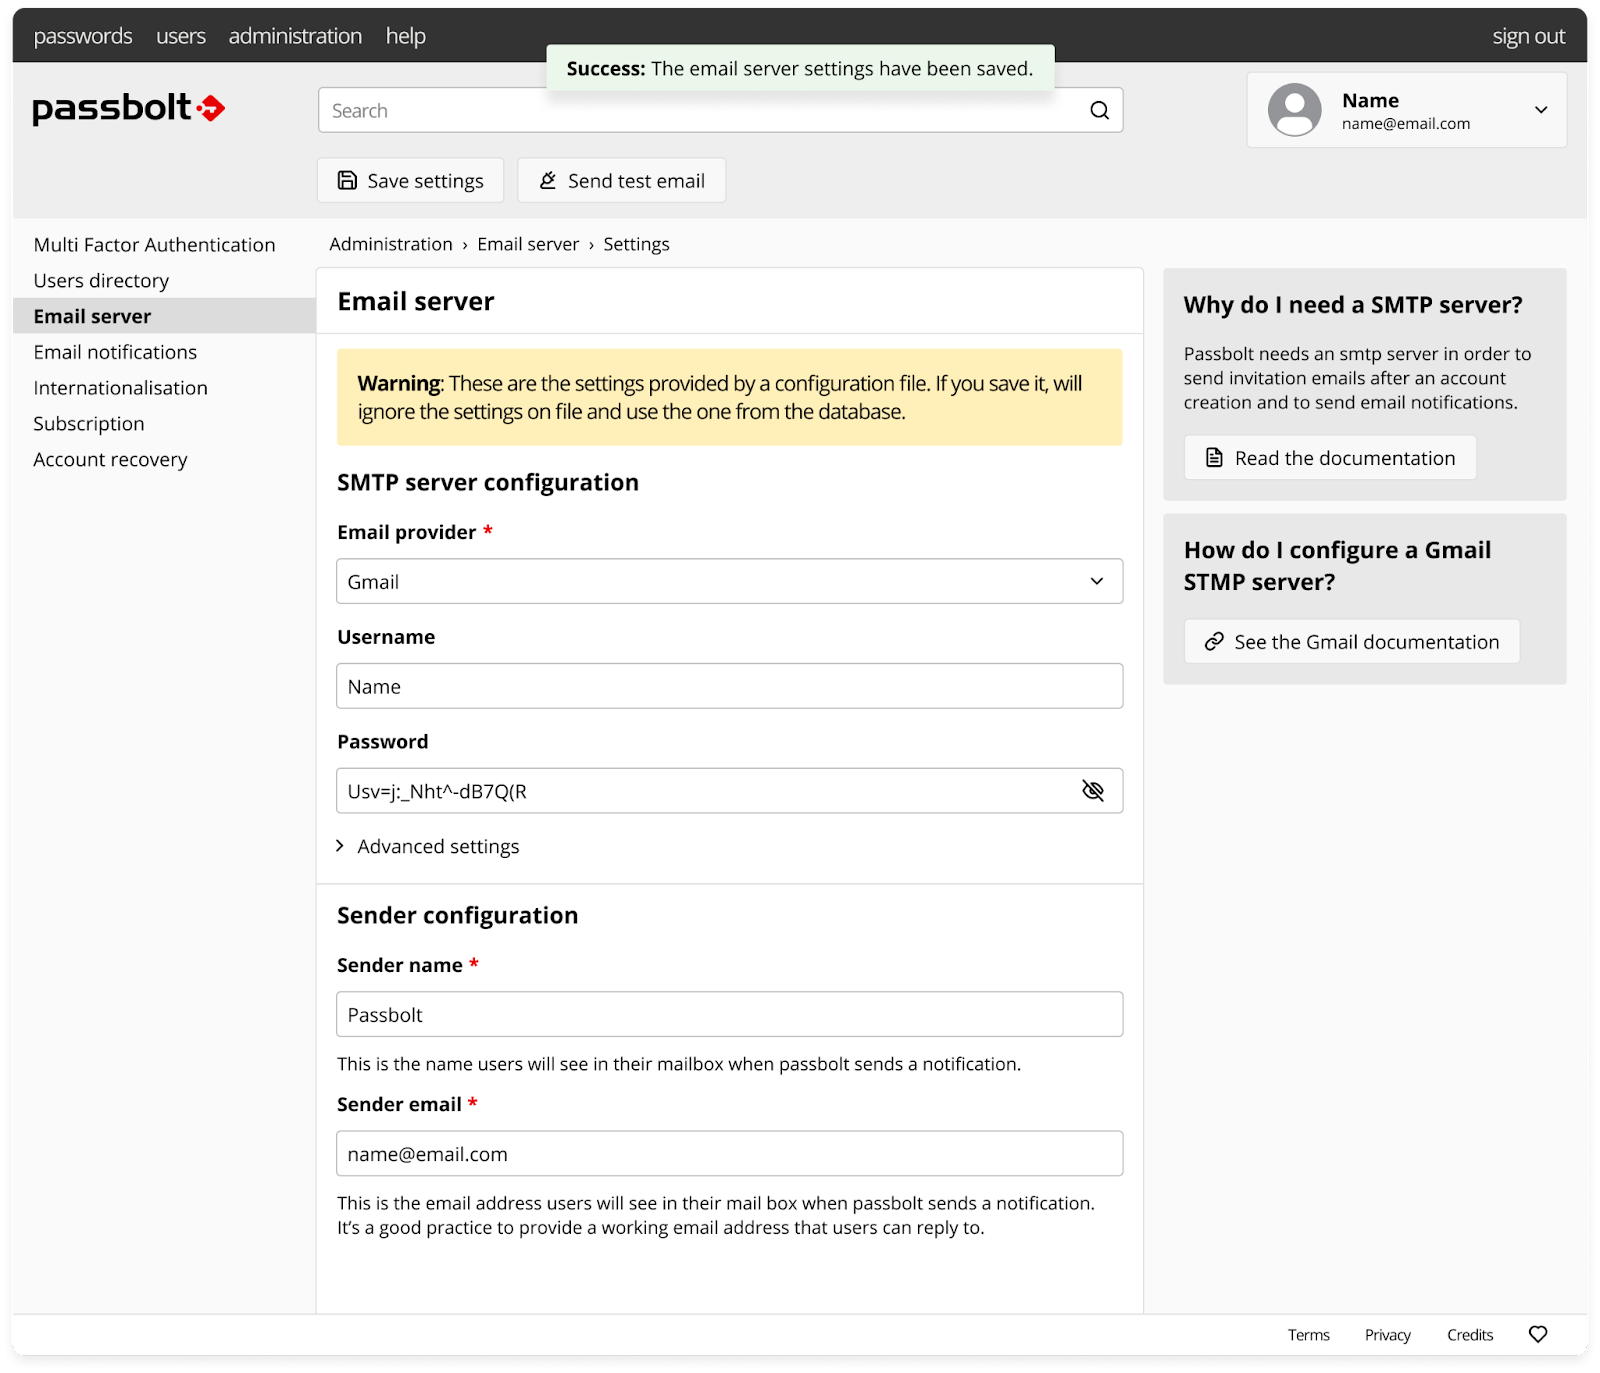 passwords users administration help
sign out
Success: The email server settings have been saved.
passbolt
Search
Name
name@email.com
Save settings
Send test email
Multi Factor Authentication
Users directory
Email server
Email notifications
Internationalisation
Subscription
Account recovery
Administration › Email server › Settings
Email server
Warning: These are the settings provided by a configuration file. If you save it, will
ignore the settings on file and use the one from the database.
SMTP server configuration
Email provider *
Gmail
Username
Name
Password
Usv=j:_Nht^-dB7Q(R
Advanced settings
Sender configuration
Sender name *
Passbolt
This is the name users will see in their mailbox when passbolt sends a notification.
Sender email *
name@email.com
This is the email address users will see in their mail box when passbolt sends a notification.
It’s a good practice to provide a working email address that users can reply to.
Why do I need a SMTP server?
Passbolt needs an smtp server in order to
send invitation emails after an account
creation and to send email notifications.
Read the documentation
How do I configure a Gmail
STMP server?
See the Gmail documentation
Terms
Privacy
Credits